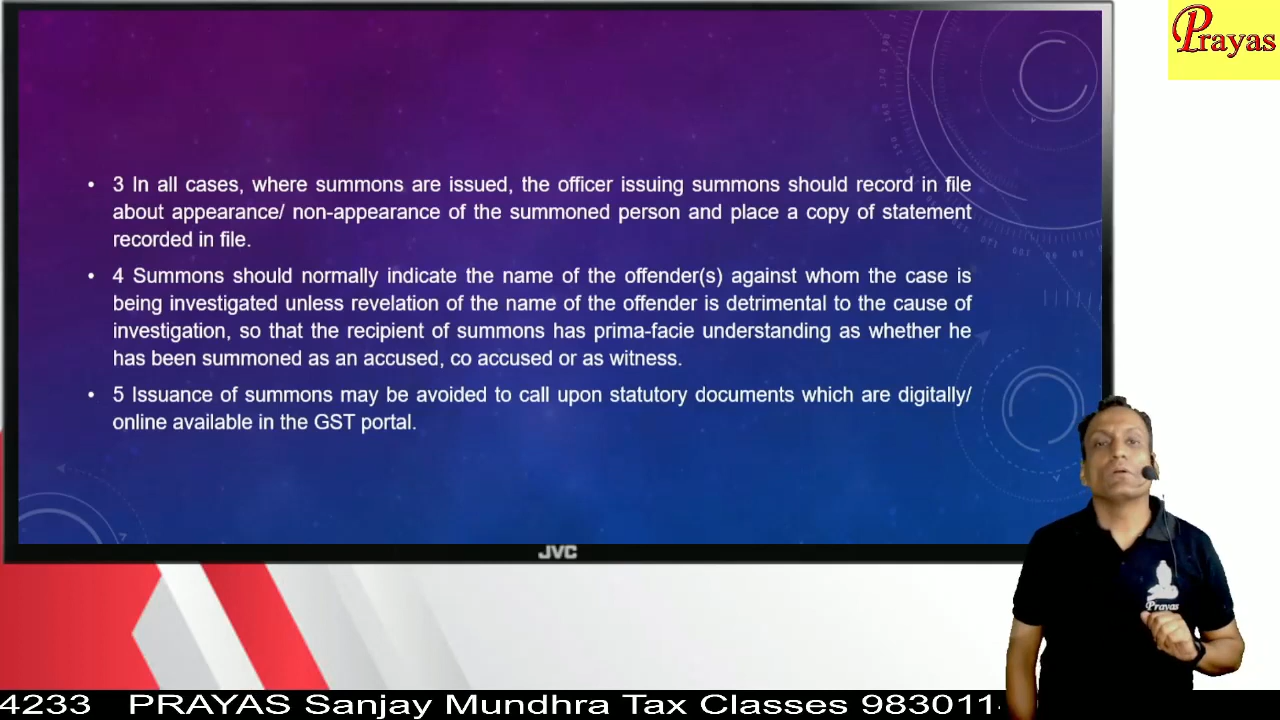 Prayas
• 3 In all cases, where summons are issued, the officer issuing summons should record in file
about appearance/ non-appearance of the summoned person and place a copy of statement
recorded in file.
• 4 Summons should normally indicate the name of the offender(s) against whom the case is
being investigated unless revelation of the name of the offender is detrimental to the cause of
investigation, so that the recipient of summons has prima-facie understanding as whether he
has been summoned as an accused, co accused or as witness.
• 5 Issuance of summons may be avoided to call upon statutory documents which are digitally/
online available in the GST portal.
JVC
Prayas
4233 PRAYAS Sanjay Mundhra Tax Classes 983011